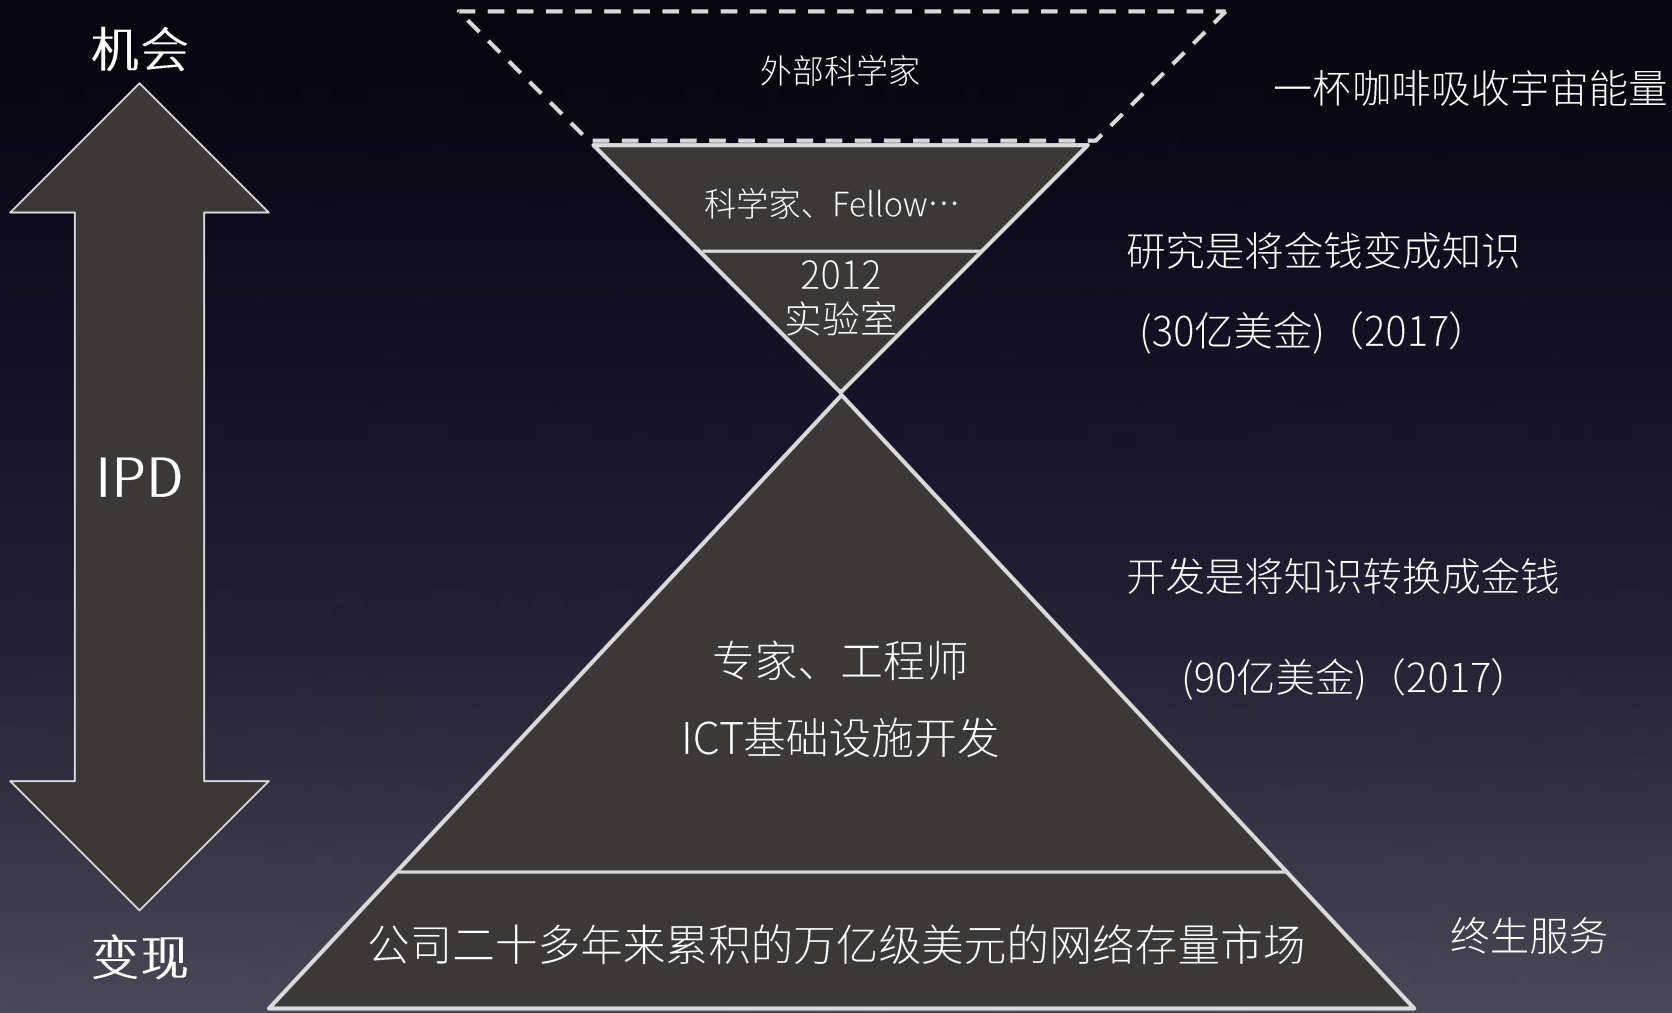 机会
外部科学家
一杯咖啡吸收宇宙能量
科学家、Fellow…
研究是将金钱变成知识
2012
实验室
(30亿美金)（2017）
IPD
开发是将知识转换成金钱
专家、工程师
(90亿美金)（2017）
ICT基础设施开发
公司二十多年来累积的万亿级美元的网络存量市场
终生服务
变现